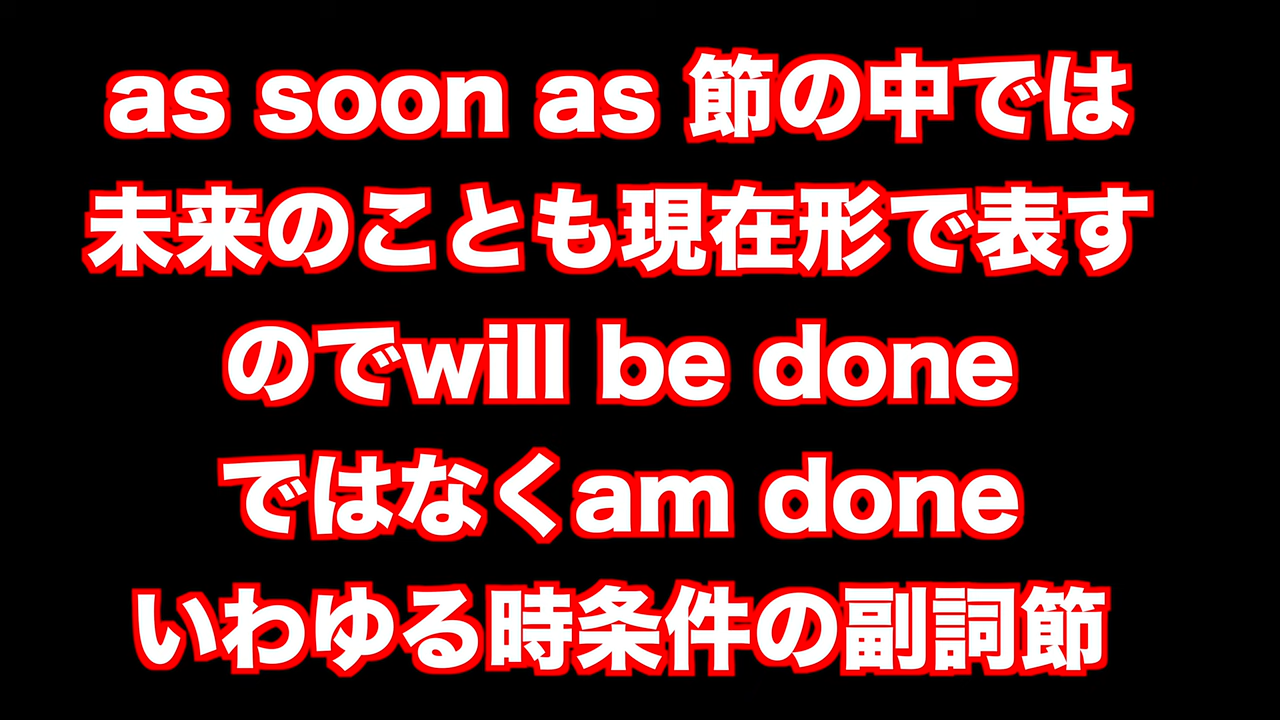 as soon as 節の中では
未来のことも現在形で表す
のでwill be done
ではなくam done
いわゆる時条件の副詞節